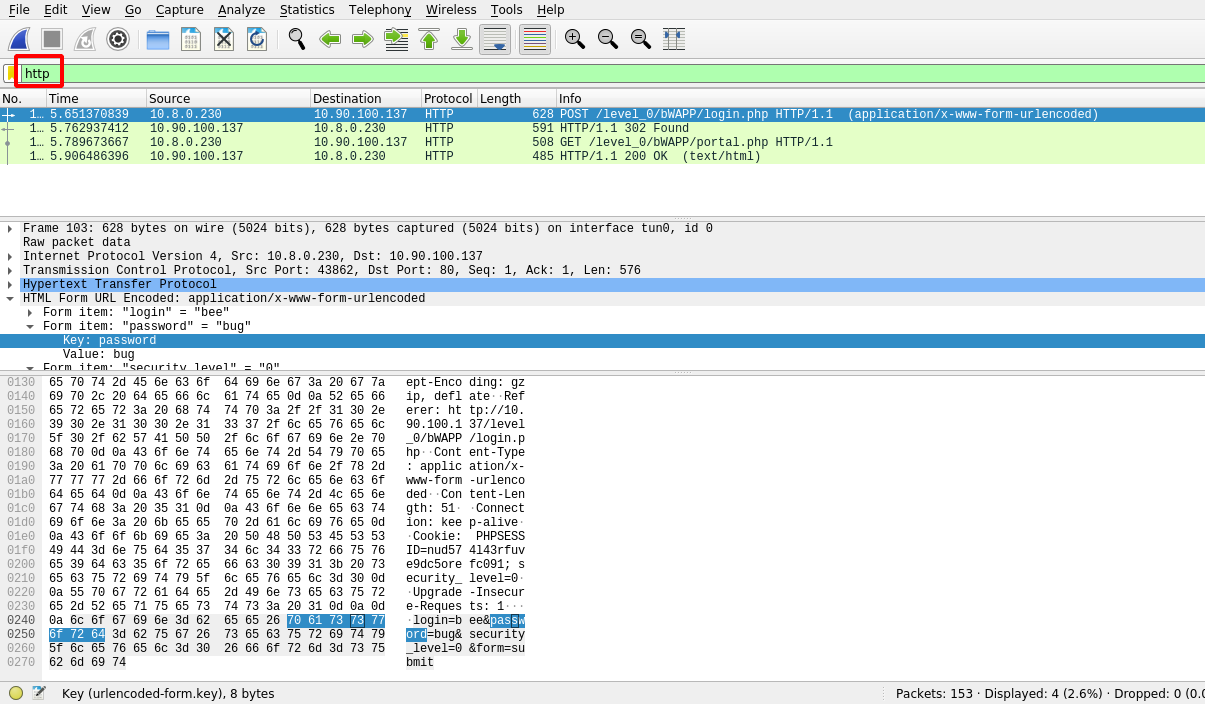 File Edit View Go Capture Analyze Statistics Telephony Wireless Tools Help
http
No. Time Source Destination Protocol Length Info
1… 5.651370839 10.8.0.230 10.90.100.137 HTTP 628 POST /level_0/bWAPP/login.php HTTP/1.1 (application/x-www-form-urlencoded)
1… 5.762937412 10.90.100.137 10.8.0.230 HTTP 591 HTTP/1.1 302 Found
1… 5.789673667 10.8.0.230 10.90.100.137 HTTP 508 GET /level_0/bWAPP/portal.php HTTP/1.1
1… 5.906486396 10.90.100.137 10.8.0.230 HTTP 485 HTTP/1.1 200 OK (text/html)
Frame 103: 628 bytes on wire (5024 bits), 628 bytes captured (5024 bits) on interface tun0, id 0
Raw packet data
Internet Protocol Version 4, Src: 10.8.0.230, Dst: 10.90.100.137
Transmission Control Protocol, Src Port: 43862, Dst Port: 80, Seq: 1, Ack: 1, Len: 576
Hypertext Transfer Protocol
HTML Form URL Encoded: application/x-www-form-urlencoded
Form item: "login" = "bee"
Form item: "password" = "bug"
Key: password
Value: bug
Form item: "security_level" = "0"
0130 65 70 74 2d 45 6e 63 6f 64 69 6e 67 3a 20 67 7a ept-Enco ding: gz
0140 69 70 2c 20 64 65 66 6c 61 74 65 0d 0a 52 65 66 ip, defl ate··Ref
0150 65 72 65 72 3a 20 68 74 74 70 3a 2f 2f 31 30 2e erer: ht tp://10.
0160 39 30 2e 31 30 30 2e 31 33 37 2f 6c 65 76 65 6c 90.100.1 37/level
0170 5f 30 2f 62 57 41 50 50 2f 6c 6f 67 69 6e 2e 70 _0/bWAPP /login.p
0180 68 70 0d 0a 43 6f 6e 74 65 6e 74 2d 54 79 70 65 hp··Cont ent-Type
0190 3a 20 61 70 70 6c 69 63 61 74 69 6f 6e 2f 78 2d : applic ation/x-
01a0 77 77 77 2d 66 6f 72 6d 2d 75 72 6c 65 6e 63 6f www-form -urlenco
01b0 64 65 64 0d 0a 43 6f 6e 74 65 6e 74 2d 4c 65 6e ded··Con tent-Len
01c0 67 74 68 3a 20 35 31 0d 0a 43 6f 6e 6e 65 63 74 gth: 51· ·Connect
01d0 69 6f 6e 3a 20 6b 65 65 70 2d 61 6c 69 76 65 0d ion: kee p-alive·
01e0 0a 43 6f 6f 6b 69 65 3a 20 50 48 50 53 45 53 53 ·Cookie: PHPSESS
01f0 49 44 3d 6e 75 64 35 37 34 6c 34 33 72 66 75 76 ID=nud57 4l43rfuv
0200 65 39 64 63 35 6f 72 65 66 63 30 39 31 3b 20 73 e9dc5ore fc091; s
0210 65 63 75 72 69 74 79 5f 6c 65 76 65 6c 3d 30 0d ecurity_ level=0·
0220 0a 55 70 67 72 61 64 65 2d 49 6e 73 65 63 75 72 ·Upgrade -Insecur
0230 65 2d 52 65 71 75 65 73 74 73 3a 20 31 0d 0a 0d e-Reques ts: 1···
0240 0a 6c 6f 67 69 6e 3d 62 65 65 26 70 61 73 73 77 ·login=b ee&passw
0250 6f 72 64 3d 62 75 67 26 73 65 63 75 72 69 74 79 ord=bug& security
0260 5f 6c 65 76 65 6c 3d 30 26 66 6f 72 6d 3d 73 75 _level=0 &form=su
0270 62 6d 69 74 bmit
Key (urlencoded-form.key), 8 bytes Packets: 153 · Displayed: 4 (2.6%) · Dropped: 0 (0.0